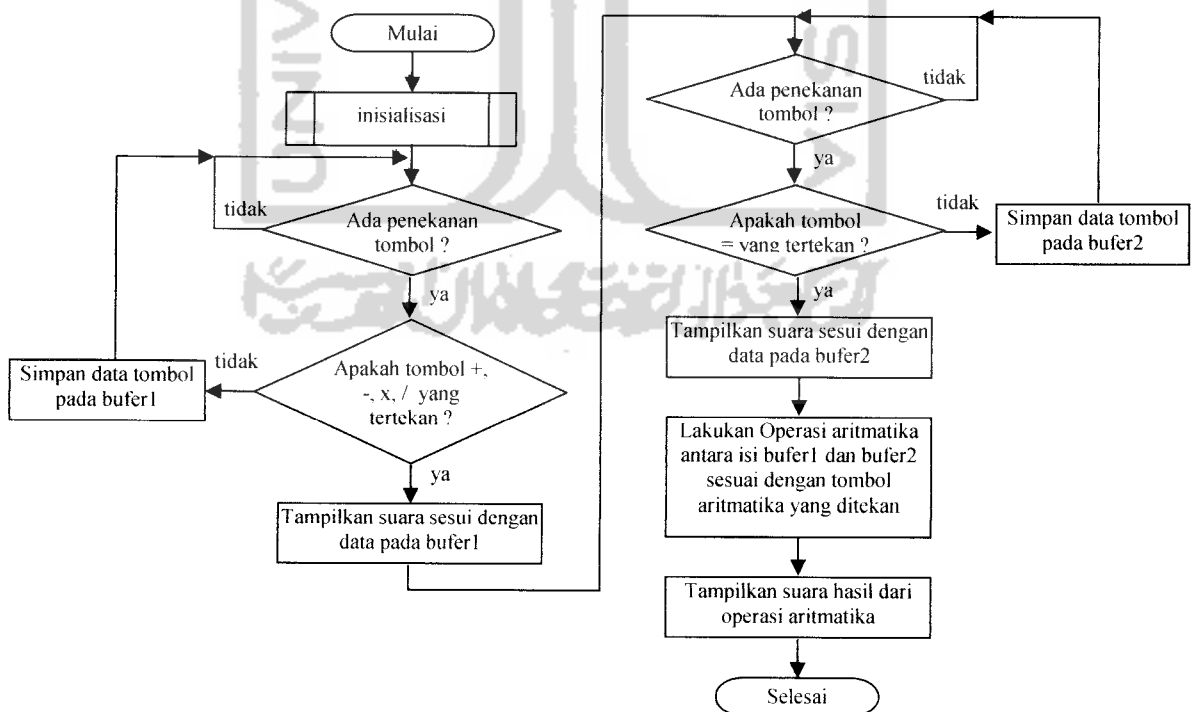 Mulai
inisialisasi
tidak
Ada penekanan
tombol ?
ya
tidak
Apakah tombol +,
-, x, / yang
tertekan ?
Simpan data tombol
pada bufer1
ya
Tampilkan suara sesui dengan
data pada bufer1
Ada penekanan
tombol ?
tidak
ya
Apakah tombol
= yang tertekan ?
tidak
Simpan data tombol
pada bufer2
ya
Tampilkan suara sesui dengan
data pada bufer2
Lakukan Operasi aritmatika
antara isi bufer1 dan bufer2
sesuai dengan tombol
aritmatika yang ditekan
Tampilkan suara hasil dari
operasi aritmatika
Selesai